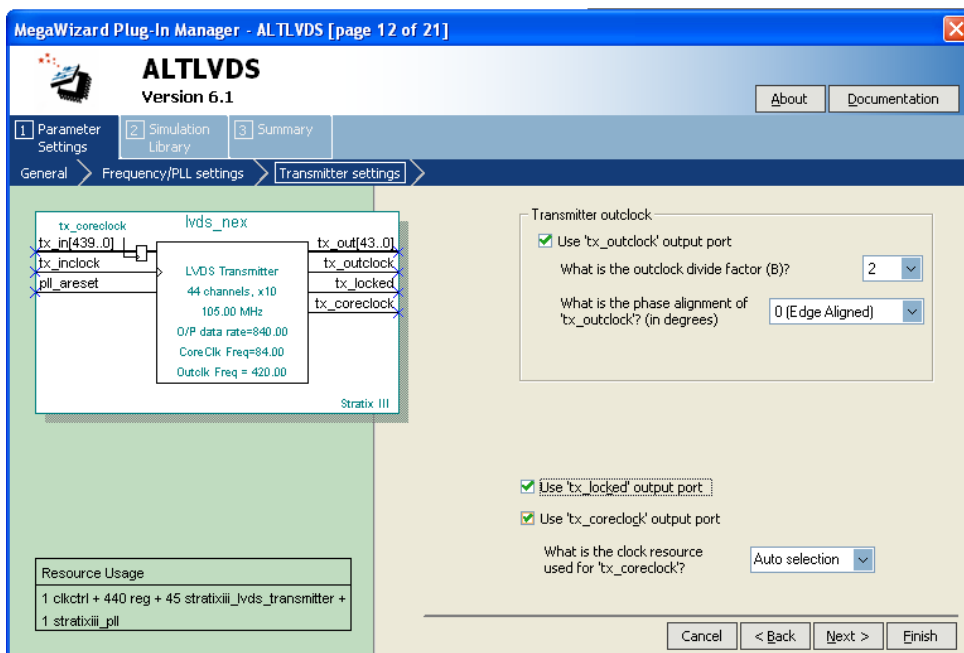 MegaWizard Plug-In Manager - ALTLVDS [page 12 of 21]
ALTLVDS
Version 6.1
About
Documentation
1 Parameter Settings
2 Simulation Library
3 Summary
General
Frequency/PLL settings
Transmitter settings
lvds_nex
tx_coreclock
tx_in[439..0]
tx_inclock
pll_areset
LVDS Transmitter
44 channels, x10
105.00 MHz
O/P data rate=840.00
CoreClk Freq=84.00
Outclk Freq = 420.00
tx_out[43..0]
tx_outclock
tx_locked
tx_coreclock
Stratix III
Transmitter outclock
Use 'tx_outclock' output port
What is the outclock divide factor (B)?
2
What is the phase alignment of
'tx_outclock'? (in degrees)
0 (Edge Aligned)
Use 'tx_locked' output port
Use 'tx_coreclock' output port
What is the clock resource
used for 'tx_coreclock'?
Auto selection
Resource Usage
1 clkctrl + 440 reg + 45 stratixiii_lvds_transmitter +
1 stratixiii_pll
Cancel
< Back
Next >
Finish